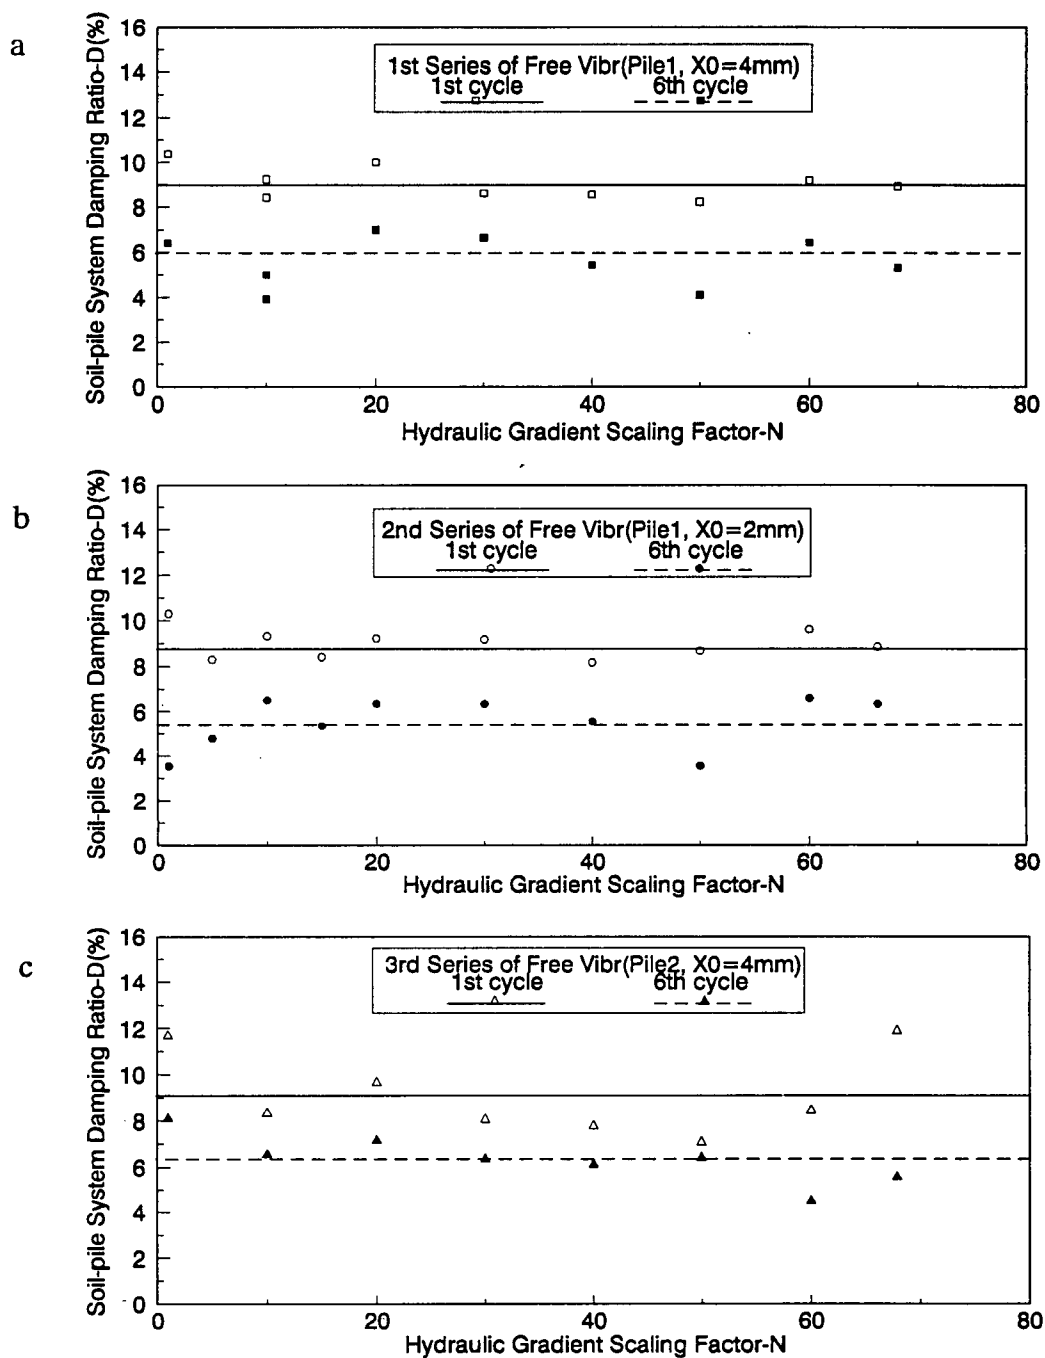 a
Soil-pile System Damping Ratio-D(%)
16
14
12
10
8
6
4
2
0
1st Series of Free Vibr(Pile1, X0=4mm)
1st cycle 6th cycle
0 20 40 60 80
Hydraulic Gradient Scaling Factor-N
b
Soil-pile System Damping Ratio-D(%)
16
14
12
10
8
6
4
2
0
2nd Series of Free Vibr(Pile1, X0=2mm)
1st cycle 6th cycle
0 20 40 60 80
Hydraulic Gradient Scaling Factor-N
c
Soil-pile System Damping Ratio-D(%)
16
14
12
10
8
6
4
2
0
3rd Series of Free Vibr(Pile2, X0=4mm)
1st cycle 6th cycle
0 20 40 60 80
Hydraulic Gradient Scaling Factor-N